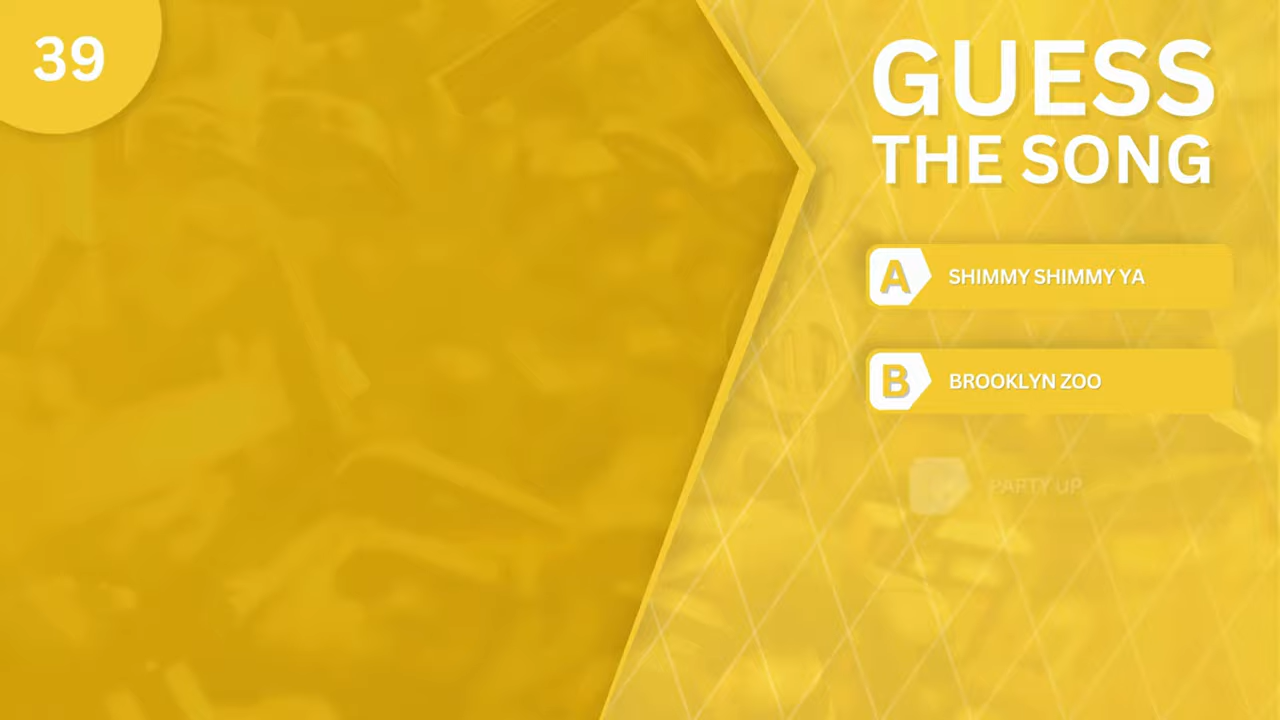 39
GUESS
THE SONG
A SHIMMY SHIMMY YA
B BROOKLYN ZOO
PARTY UP